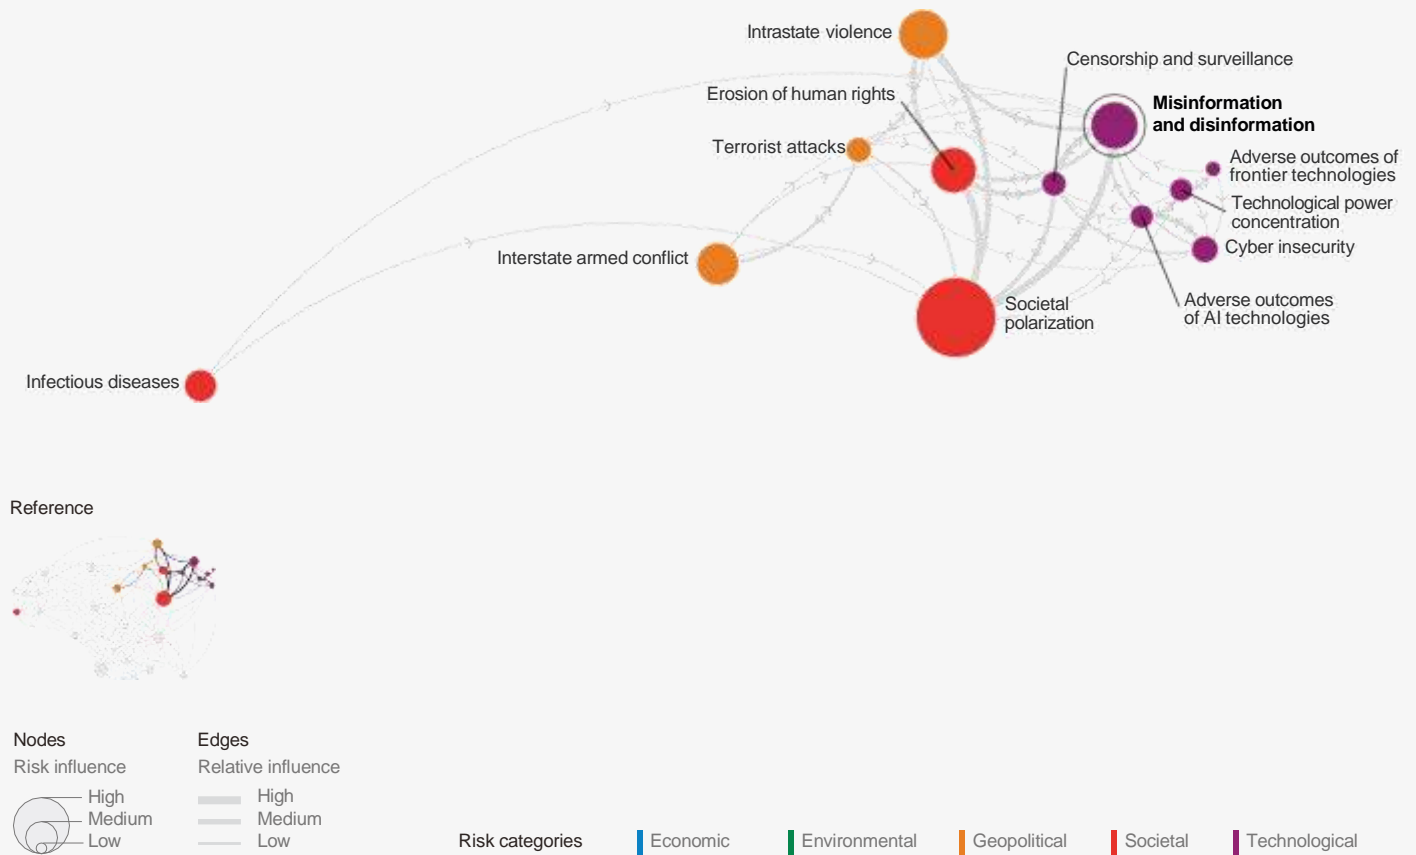 Intrastate violence
Censorship and surveillance
Erosion of human rights
Misinformation
and disinformation
Terrorist attacks
Adverse outcomes of
frontier technologies
Technological power
concentration
Interstate armed conflict
Cyber insecurity
Societal
polarization
Adverse outcomes
of AI technologies
Infectious diseases
Reference
Nodes
Risk influence
High
Medium
Low
Edges
Relative influence
High
Medium
Low
Risk categories
Economic
Environmental
Geopolitical
Societal
Technological